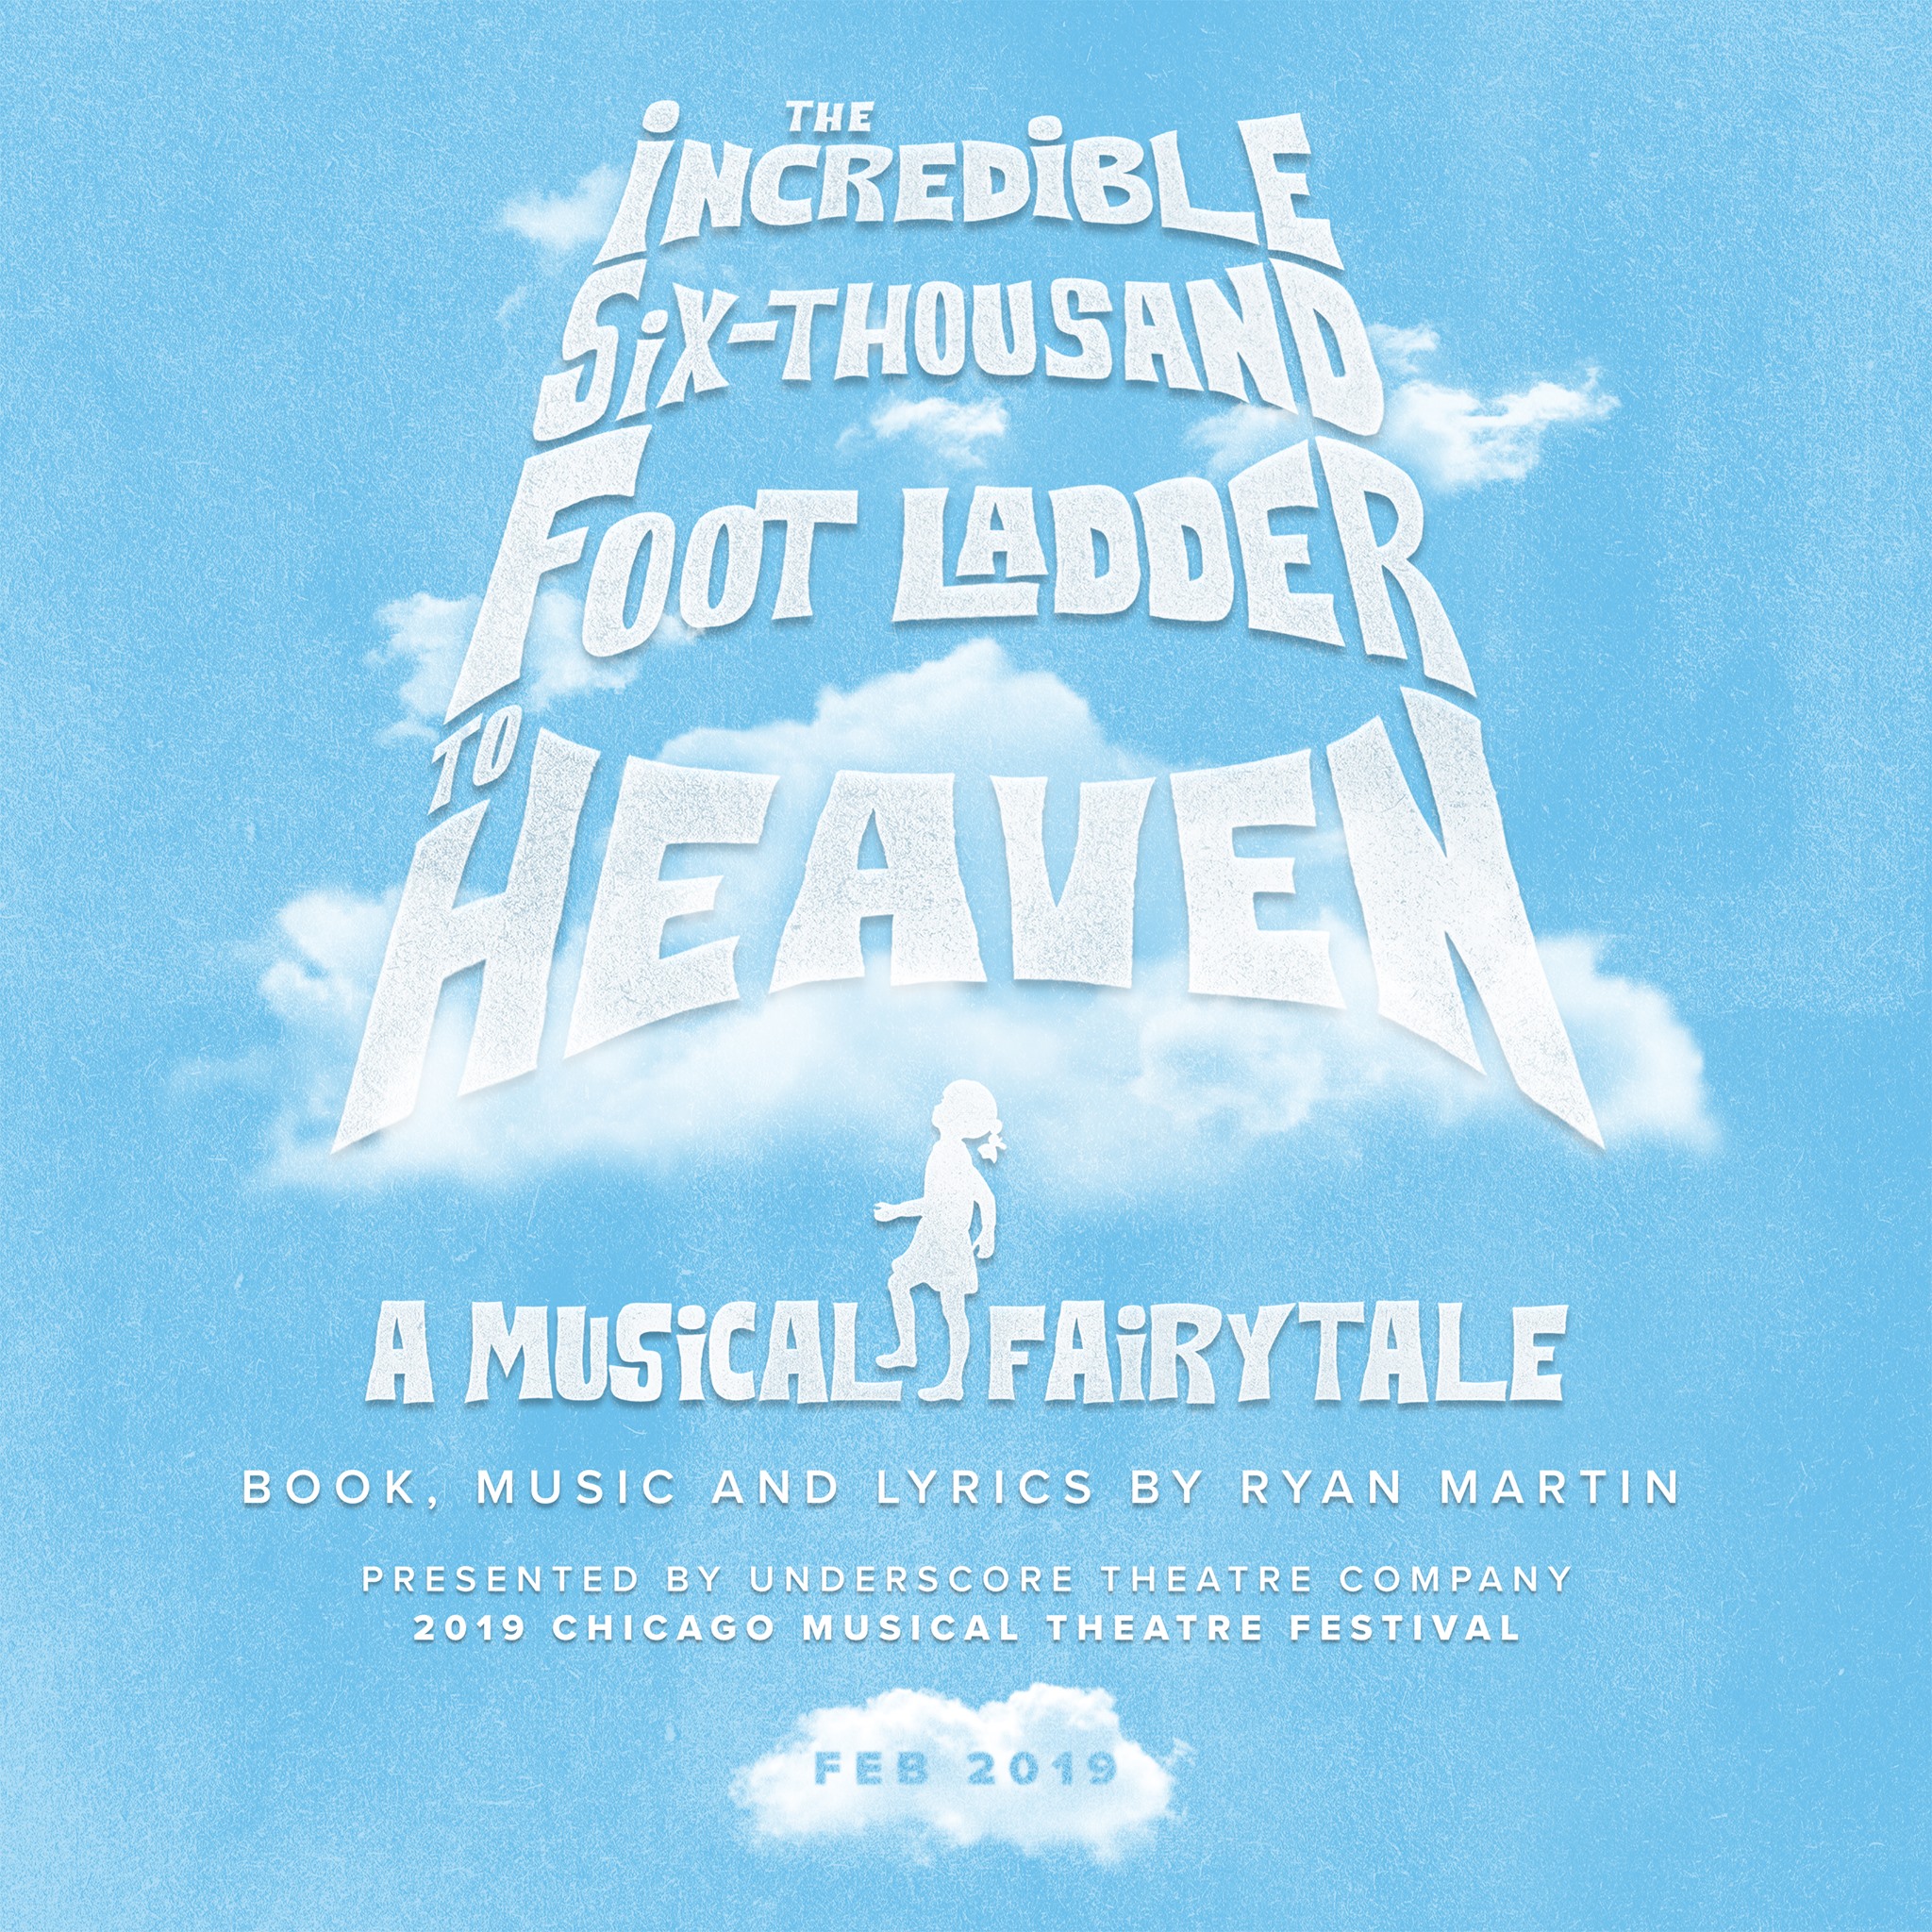 THE
INCREDIBLE
SIX-THOUSAND
FOOT LADDER
TO
HEAVEN
A MUSICAL FAIRYTALE
BOOK, MUSIC AND LYRICS BY RYAN MARTIN
PRESENTED BY UNDERSCORE THEATRE COMPANY
2019 CHICAGO MUSICAL THEATRE FESTIVAL
FEB 2019